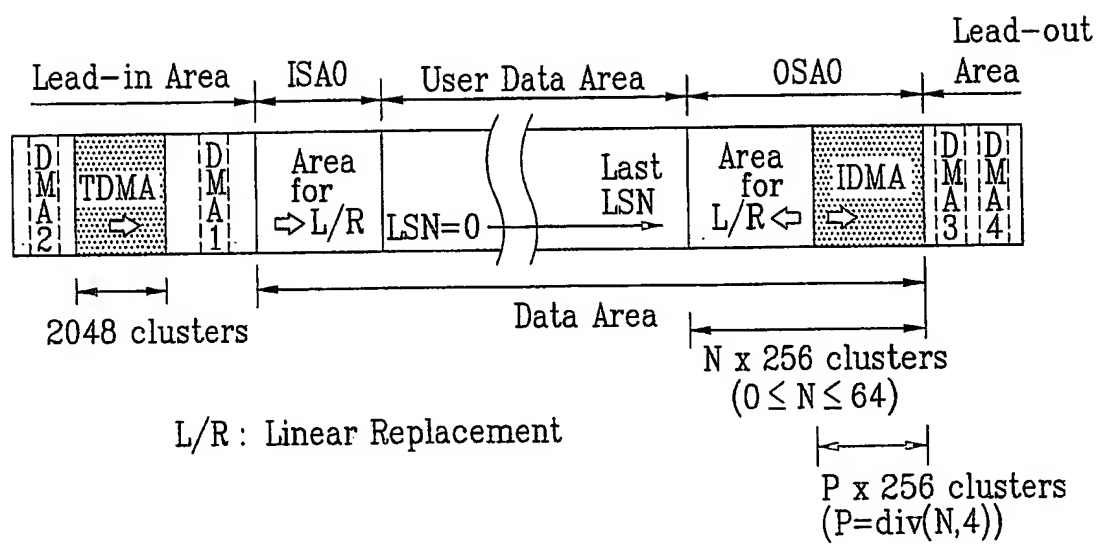 Lead-out
Lead-in Area ISA0 User Data Area OSA0 Area
DMA2 TDMA DMA1 Area for L/R LSN=0 Last LSN Area for L/R IDMA DMA3 DMA4
2048 clusters
Data Area
N x 256 clusters
(0 ≤ N ≤ 64)
L/R : Linear Replacement
P x 256 clusters
(P=div(N,4))